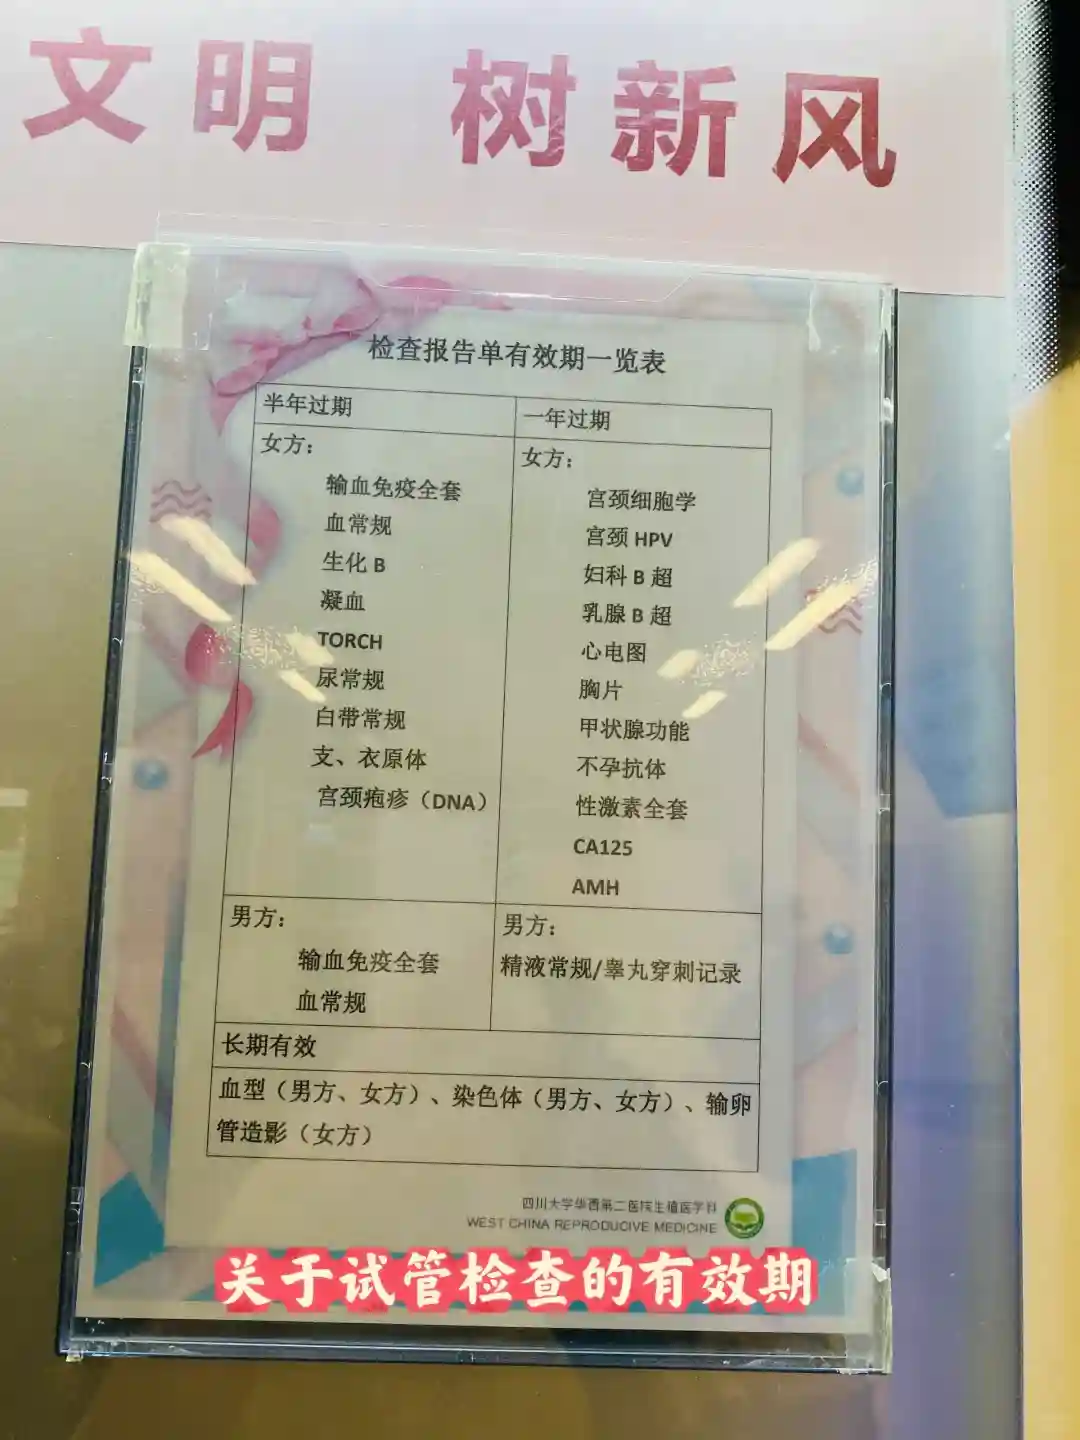 文明 树新风
检查报告单有效期一览表
半年过期
女方：
输血免疫全套
血常规
生化 B
凝血
TORCH
尿常规
白带常规
支、衣原体
宫颈疱疹（DNA）
一年过期
女方：
宫颈细胞学
宫颈 HPV
妇科 B 超
乳腺 B 超
心电图
胸片
甲状腺功能
不孕抗体
性激素全套
CA125
AMH
男方：
输血免疫全套
血常规
男方：
精液常规/睾丸穿刺记录
长期有效
血型（男方、女方）、染色体（男方、女方）、输卵
管造影（女方）
四川大学华西第二医院生殖医学科
WEST CHINA REPRODUCIVE MEDICINE
关于试管检查的有效期